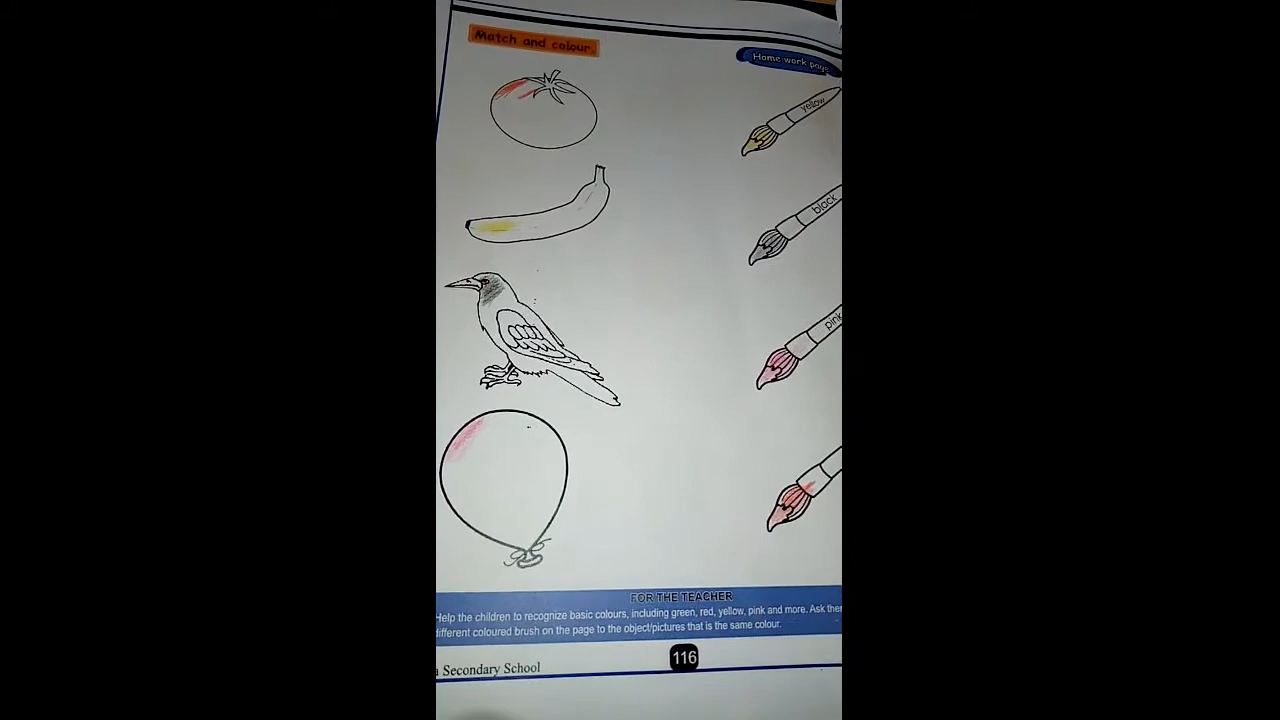 Match and colour.
Home work page
yellow
black
pink
FOR THE TEACHER
Help the children to recognize basic colours, including green, red, yellow, pink and more. Ask
different coloured brush on the page to the object/pictures that is the same colour.
Secondary School
116